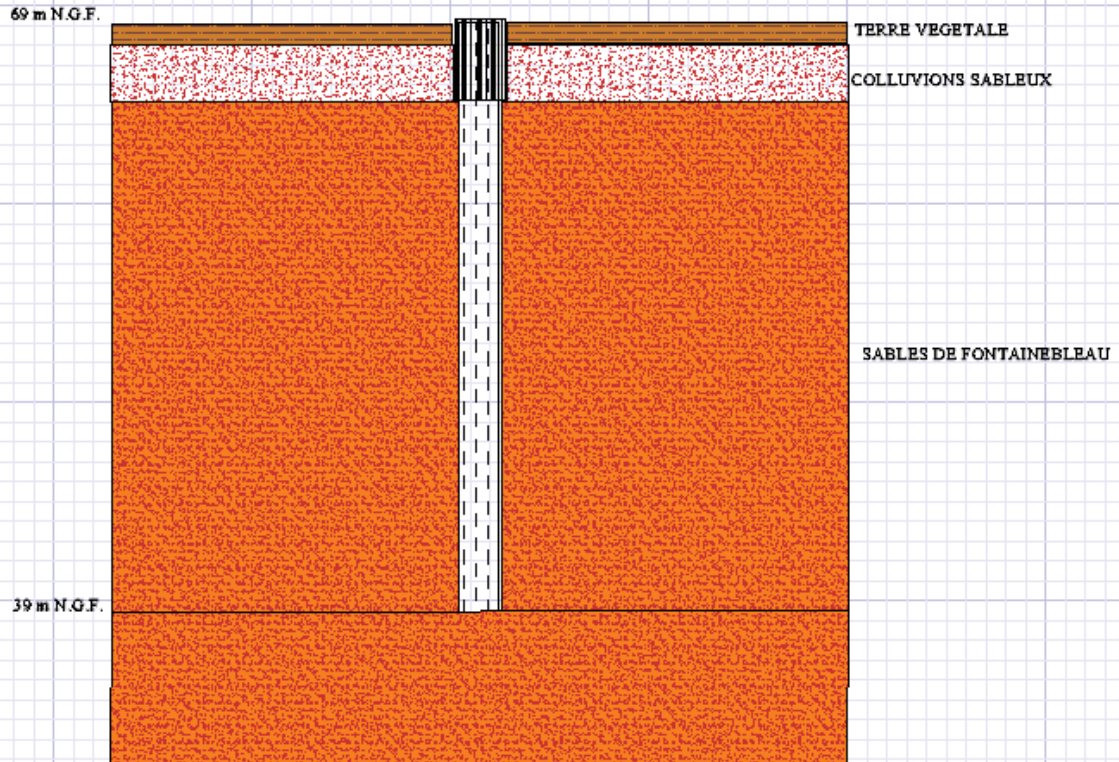 69 m N.G.F.
TERRE VEGETALE
COLLUVIONS SABLEUX
SABLES DE FONTAINEBLEAU
39 m N.G.F.